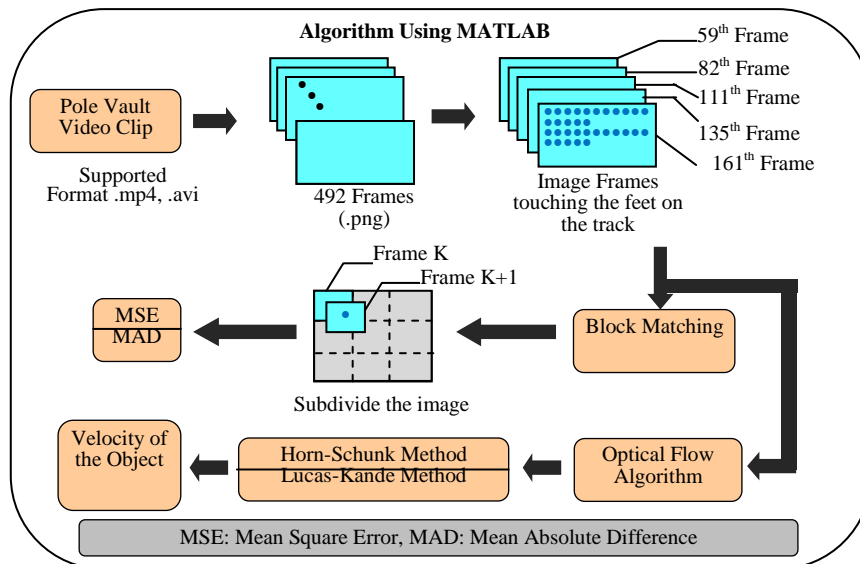 Algorithm Using MATLAB
Pole Vault
Video Clip
Supported
Format .mp4, .avi
492 Frames
(.png)
59th Frame
82th Frame
111th Frame
135th Frame
161th Frame
Image Frames
touching the feet on
the track
Frame K
Frame K+1
MSE
MAD
Subdivide the image
Block Matching
Velocity of
the Object
Horn-Schunk Method
Lucas-Kande Method
Optical Flow
Algorithm
MSE: Mean Square Error, MAD: Mean Absolute Difference